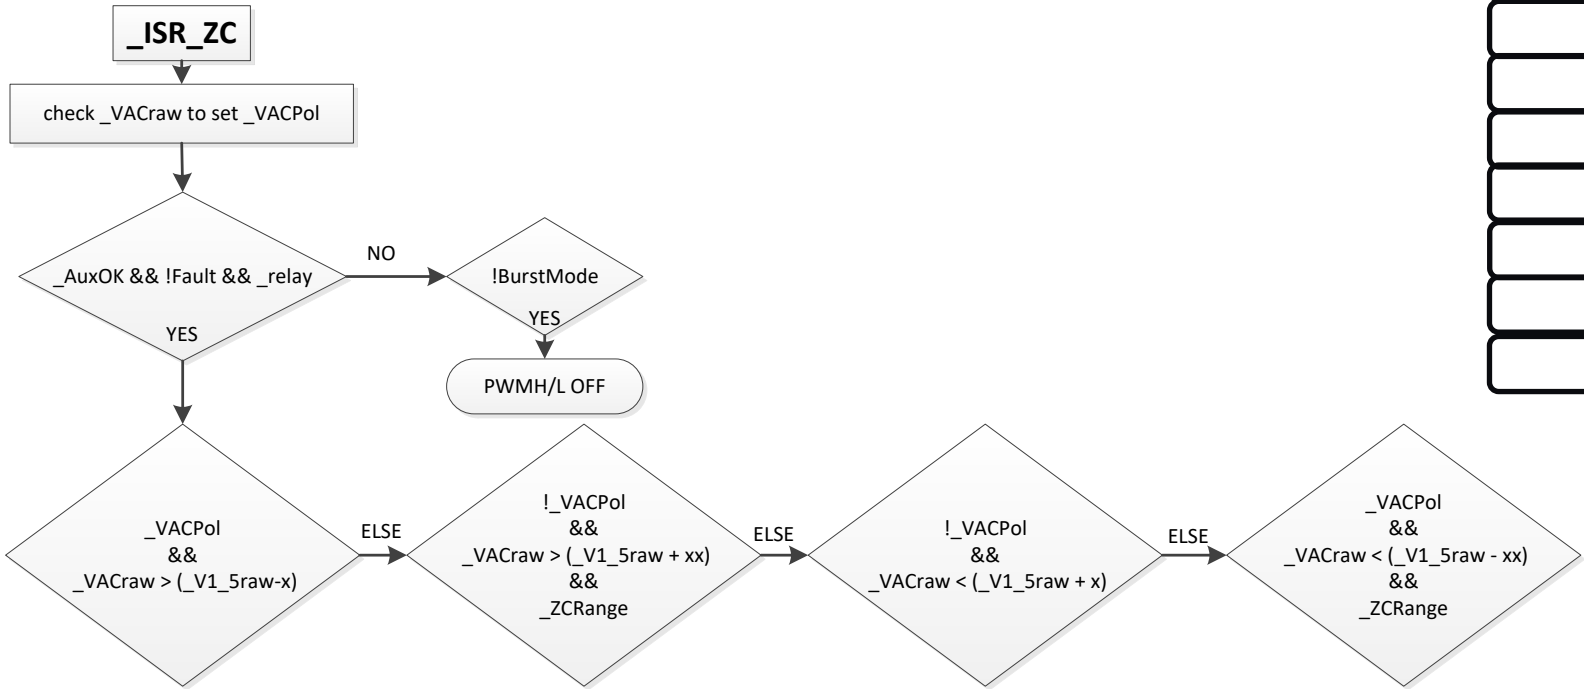 _ISR_ZC
check _VACraw to set _VACPol
_AuxOK && !Fault && _relay
NO
!BurstMode
YES
YES
PWMH/L OFF
_VACPol
&&
_VACraw > (_V1_5raw-x)
ELSE
!_VACPol
&&
_VACraw > (_V1_5raw + xx)
&&
_ZCRange
ELSE
!_VACPol
&&
_VACraw < (_V1_5raw + x)
ELSE
_VACPol
&&
_VACraw < (_V1_5raw - xx)
&&
_ZCRange